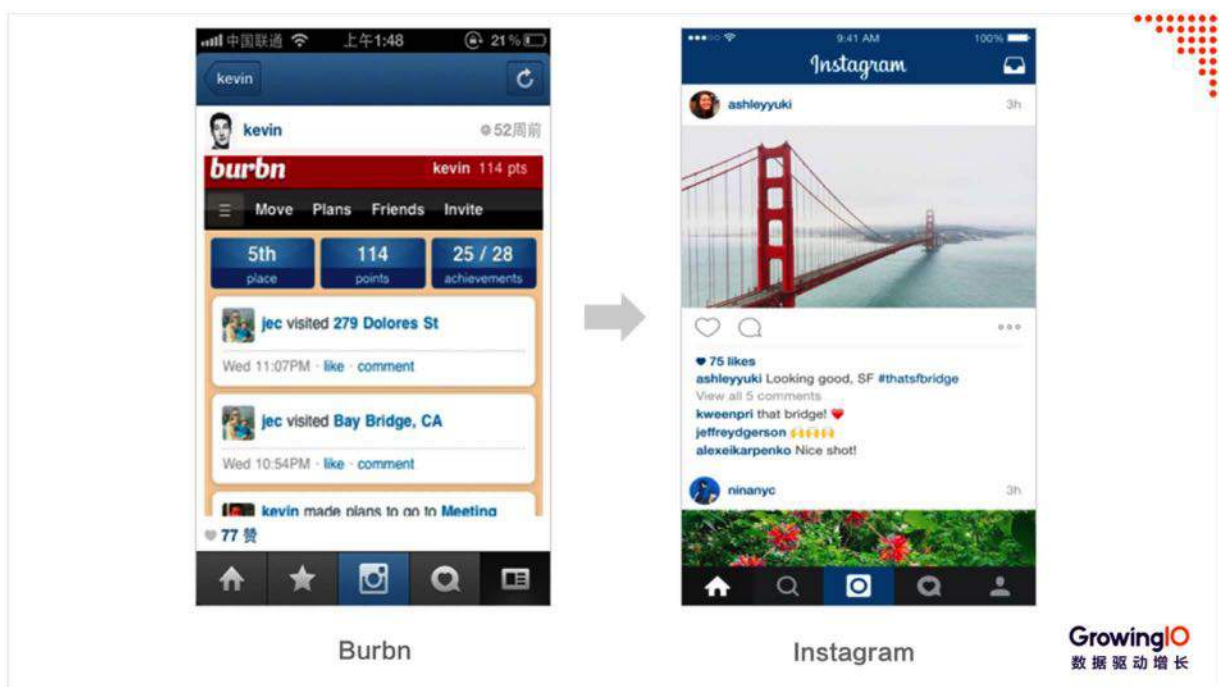 中国联通 上午1:48 21%
kevin
kevin 52周前
burbn kevin 114 pts
Move Plans Friends Invite
5th place
114 points
25 / 28 achievements
jec visited 279 Dolores St
Wed 11:07PM · like · comment
jec visited Bay Bridge, CA
Wed 10:54PM · like · comment
kevin made plans to go to Meeting
77 赞
Burbn
9:41 AM 100%
Instagram
ashleyyuki 3h
75 likes
ashleyyuki Looking good, SF #thatsfbridge
View all 5 comments
kweenpri that bridge! ❤️
jeffreydgerson 🙌🙌🙌
alexeikarpenko Nice shot!
ninanyc 3h
Instagram
GrowingIO
数据驱动增长